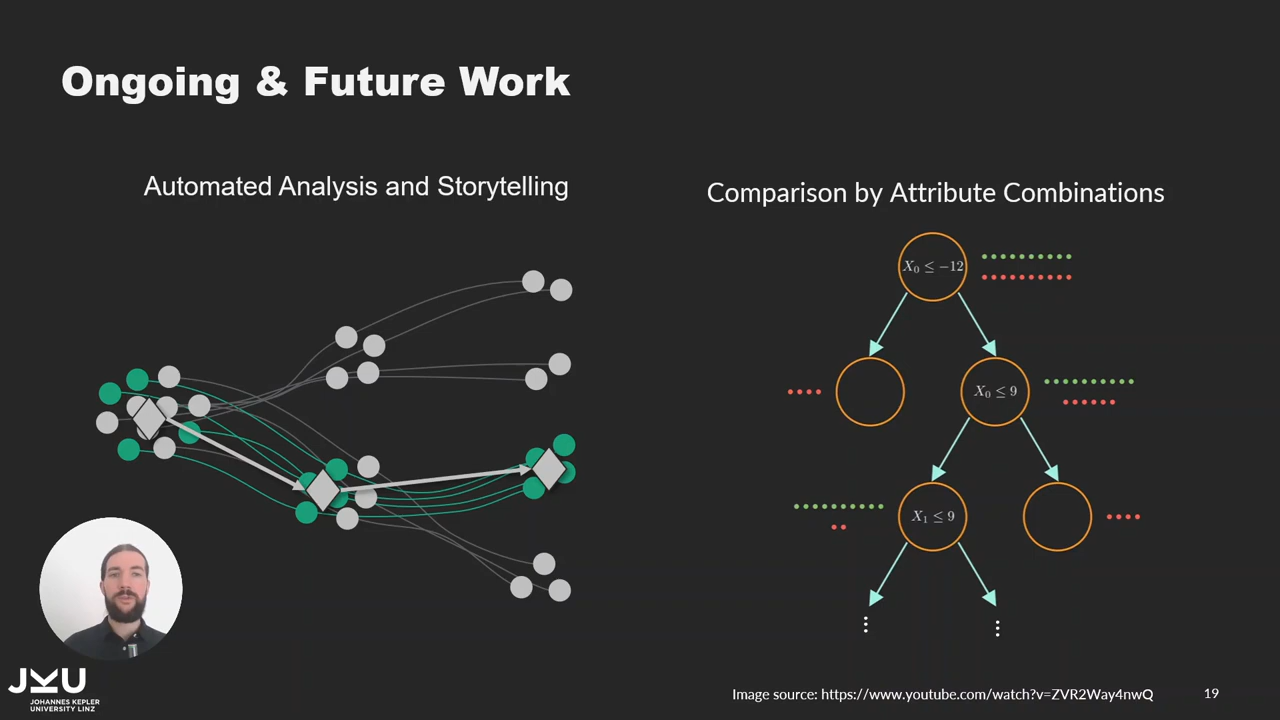 Ongoing & Future Work
Automated Analysis and Storytelling
Comparison by Attribute Combinations
X₀ ≤ −12
X₀ ≤ 9
X₁ ≤ 9
JKU
JOHANNES KEPLER
UNIVERSITY LINZ
Image source: https://www.youtube.com/watch?v=ZVR2Way4nwQ
19